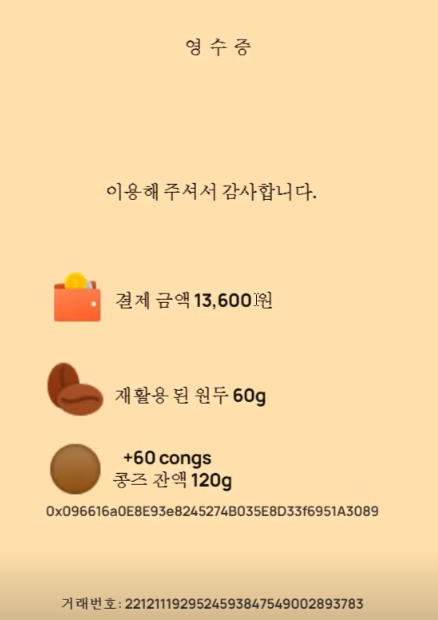 영 수 증
이용해 주셔서 감사합니다.
결제 금액 13,600원
재활용 된 원두 60g
+60 congs
콩즈 잔액 120g
0x096616a0E8E93e8245274B035E8D33f6951A3089
거래번호: 2212111929524593847549002893783